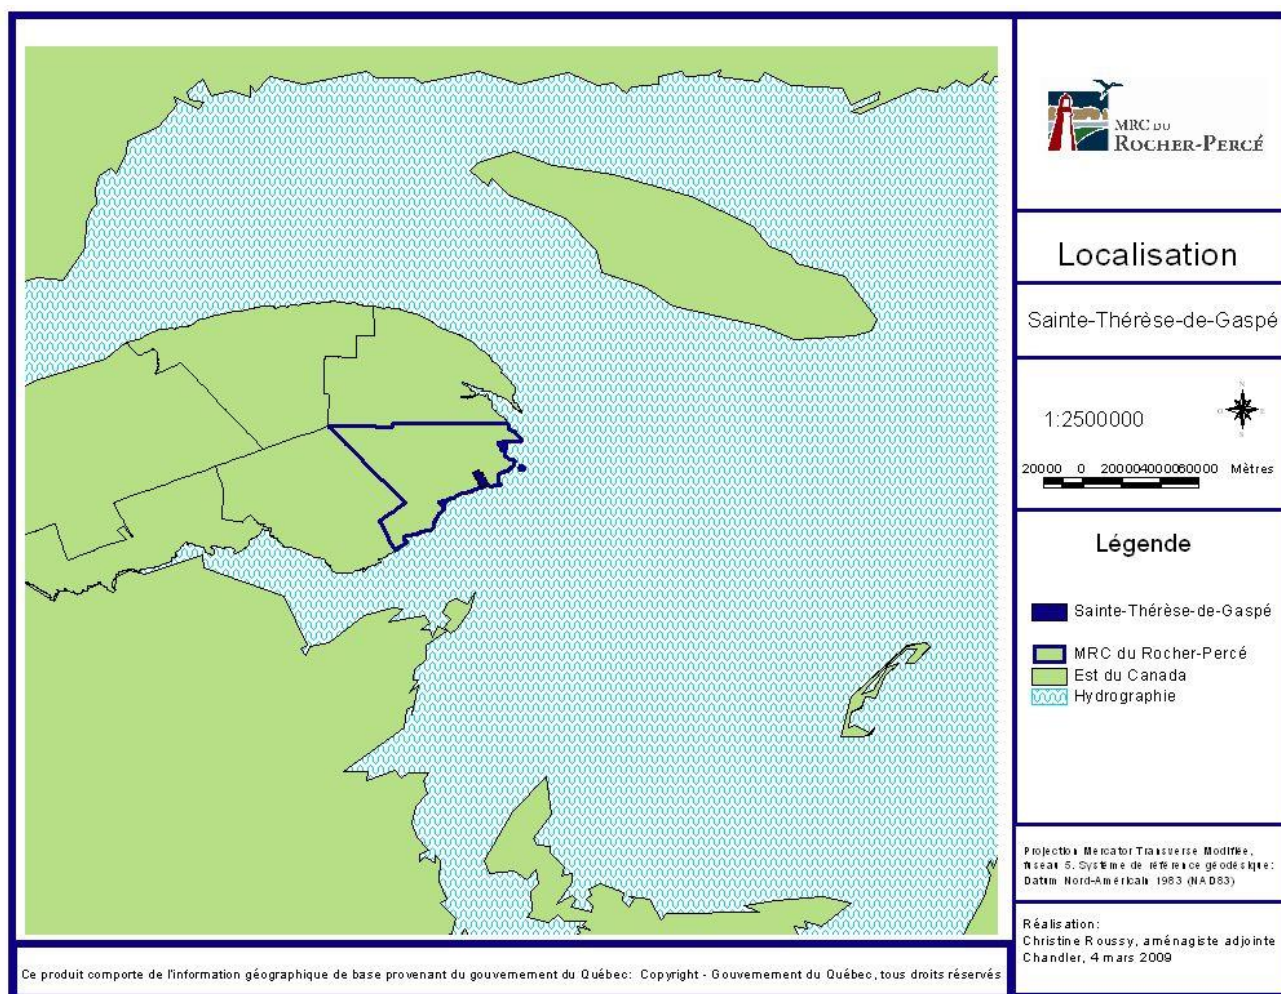 MRC DU
ROCHER-PERCÉ
Localisation
Sainte-Thérèse-de-Gaspé
1:2500000
N
O
E
S
20000 0 200004000060000 Mètres
Légende
Sainte-Thérèse-de-Gaspé
MRC du Rocher-Percé
Est du Canada
Hydrographie
Projection Mercator Transverse Modifiée,
fuseau 5. Système de référence géodésique:
Datum Nord-Américain 1983 (NAD83)
Réalisation:
Christine Roussy, aménagiste adjointe
Chandler, 4 mars 2009
Ce produit comporte de l'information géographique de base provenant du gouvernement du Québec: Copyright - Gouvernement du Québec, tous droits réservés